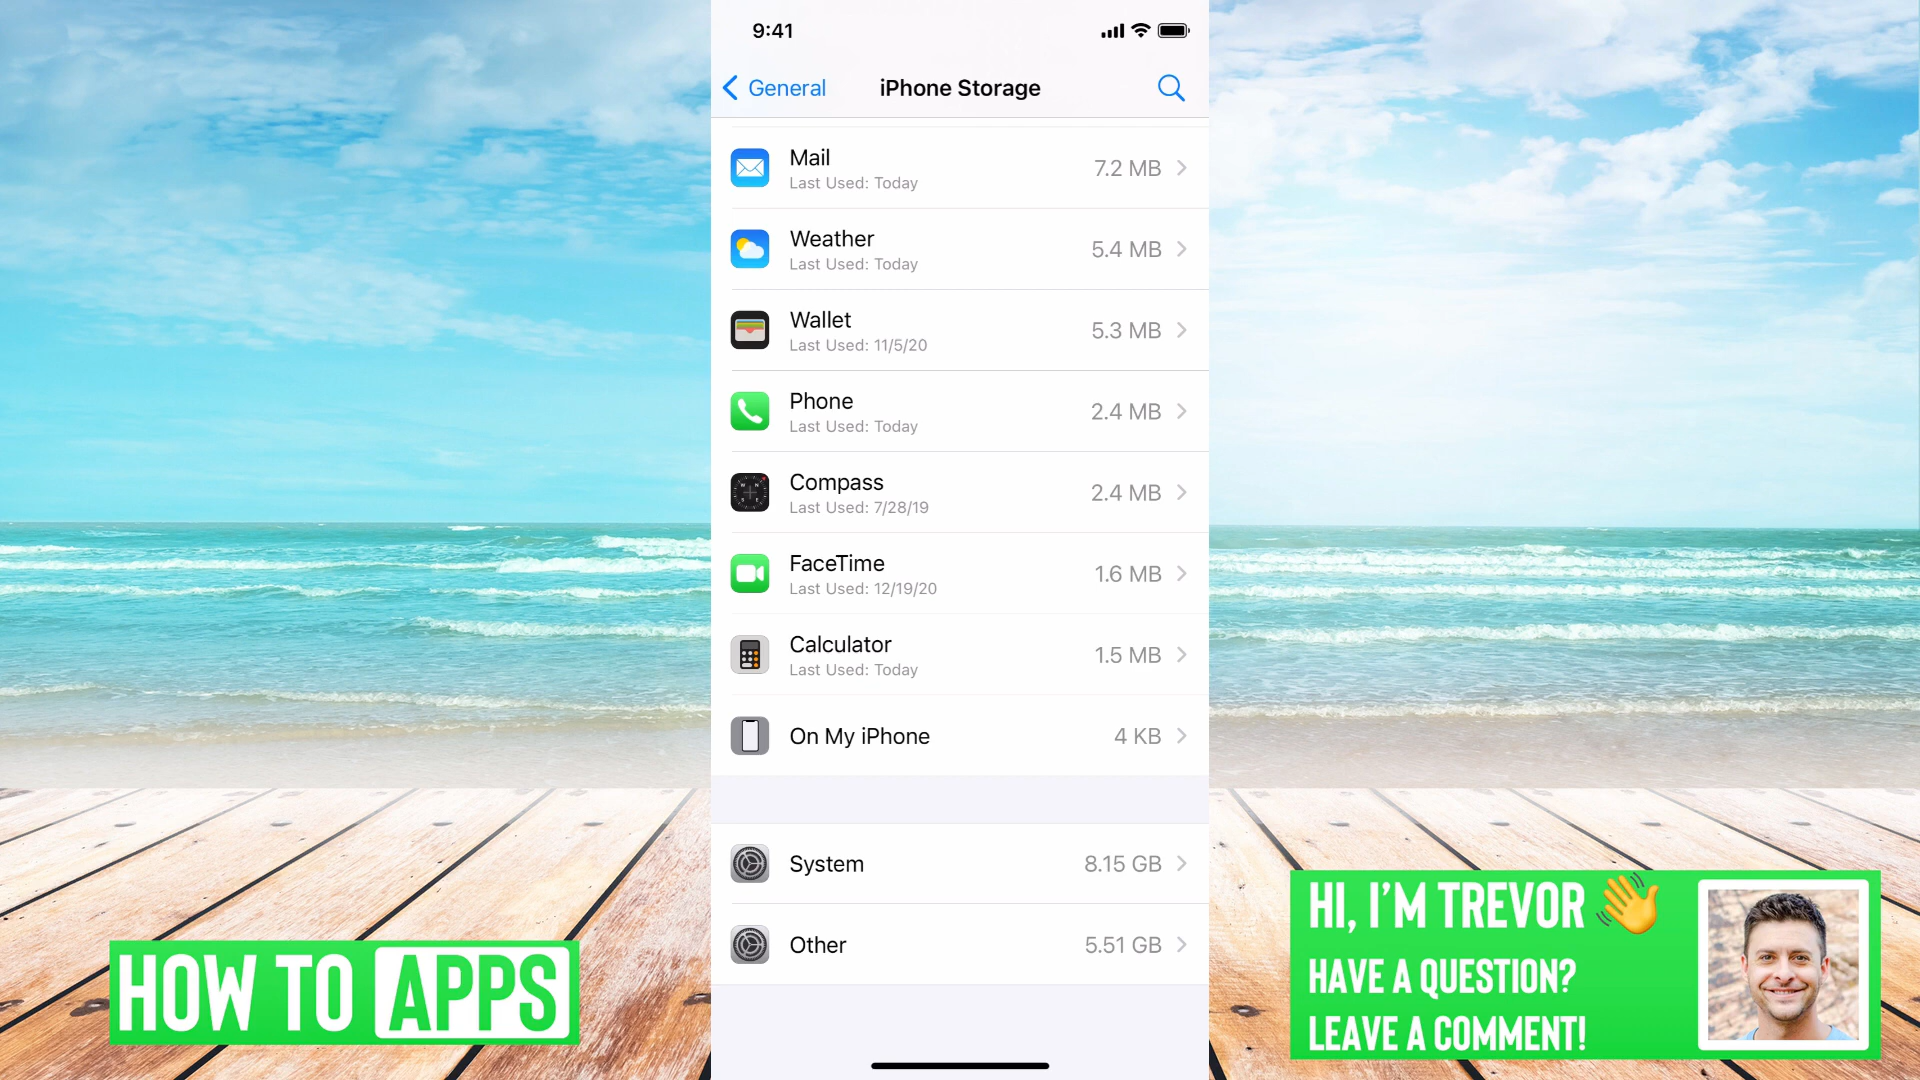 9:41
General
iPhone Storage
Mail
Last Used: Today
7.2 MB
Weather
Last Used: Today
5.4 MB
Wallet
Last Used: 11/5/20
5.3 MB
Phone
Last Used: Today
2.4 MB
Compass
Last Used: 7/28/19
2.4 MB
FaceTime
Last Used: 12/19/20
1.6 MB
Calculator
Last Used: Today
1.5 MB
On My iPhone
4 KB
System
8.15 GB
Other
5.51 GB
HOW TO APPS
HI, I'M TREVOR
HAVE A QUESTION?
LEAVE A COMMENT!